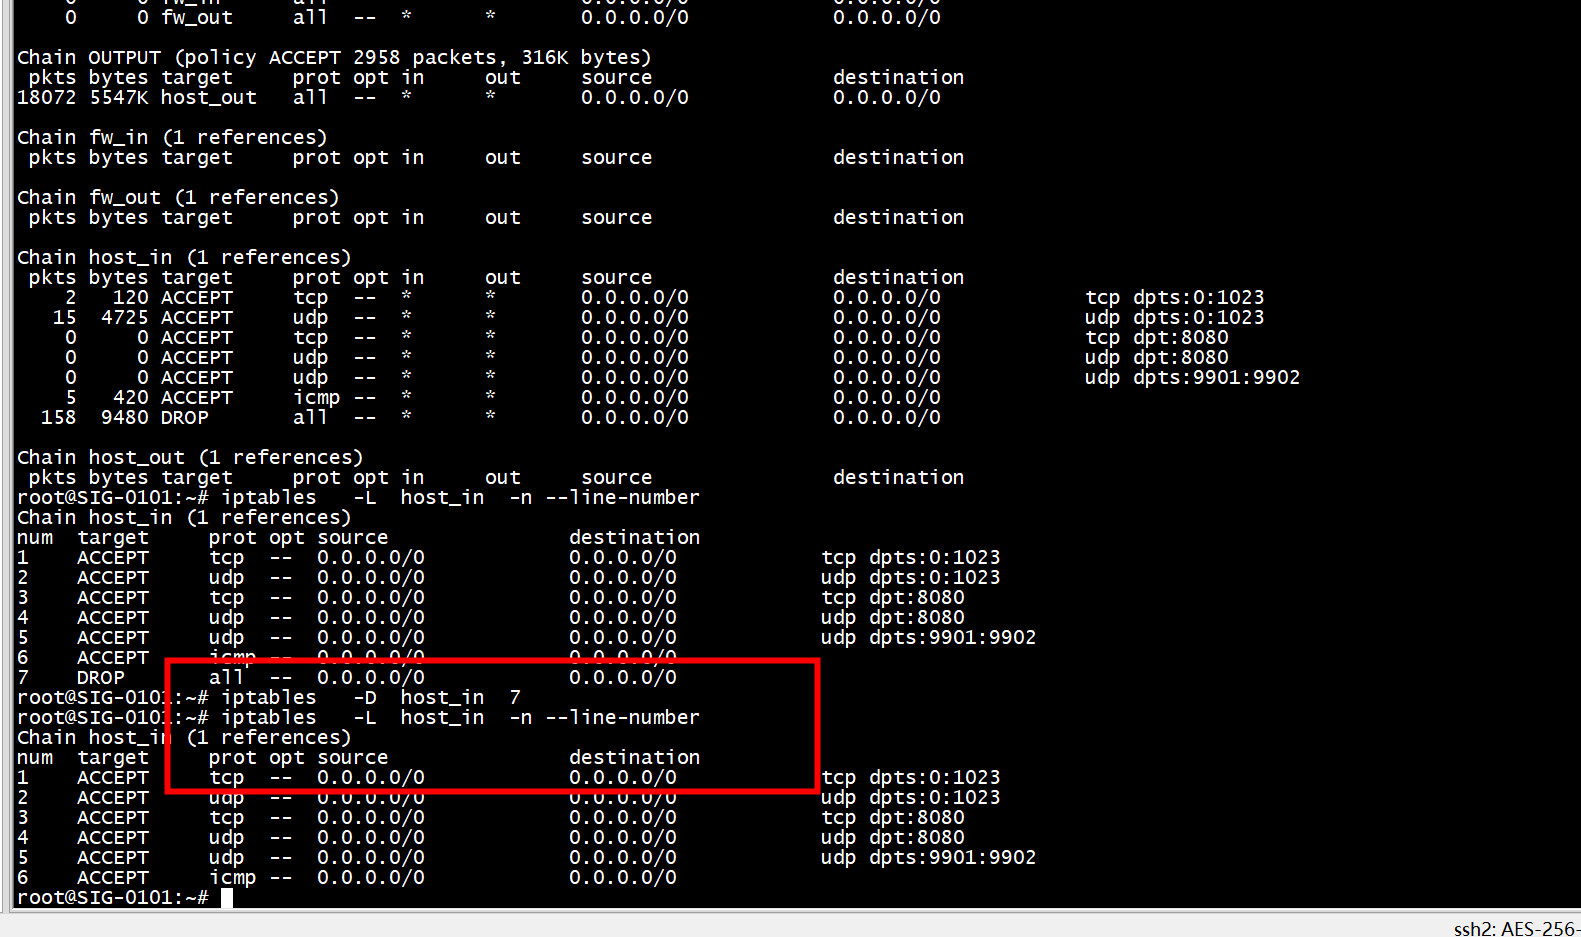 0 0 fw_in all
0 0 fw_out all -- * * 0.0.0.0/0 0.0.0.0/0
Chain OUTPUT (policy ACCEPT 2958 packets, 316K bytes)
pkts bytes target prot opt in out source destination
18072 5547K host_out all -- * * 0.0.0.0/0 0.0.0.0/0
Chain fw_in (1 references)
pkts bytes target prot opt in out source destination
Chain fw_out (1 references)
pkts bytes target prot opt in out source destination
Chain host_in (1 references)
pkts bytes target prot opt in out source destination
2 120 ACCEPT tcp -- * * 0.0.0.0/0 0.0.0.0/0 tcp dpts:0:1023
15 4725 ACCEPT udp -- * * 0.0.0.0/0 0.0.0.0/0 udp dpts:0:1023
0 0 ACCEPT tcp -- * * 0.0.0.0/0 0.0.0.0/0 tcp dpt:8080
0 0 ACCEPT udp -- * * 0.0.0.0/0 0.0.0.0/0 udp dpt:8080
0 0 ACCEPT udp -- * * 0.0.0.0/0 0.0.0.0/0 udp dpts:9901:9902
5 420 ACCEPT icmp -- * * 0.0.0.0/0 0.0.0.0/0
158 9480 DROP all -- * * 0.0.0.0/0 0.0.0.0/0
Chain host_out (1 references)
pkts bytes target prot opt in out source destination
root@SIG-0101:~# iptables -L host_in -n --line-number
Chain host_in (1 references)
num target prot opt source destination
1 ACCEPT tcp -- 0.0.0.0/0 0.0.0.0/0 tcp dpts:0:1023
2 ACCEPT udp -- 0.0.0.0/0 0.0.0.0/0 udp dpts:0:1023
3 ACCEPT tcp -- 0.0.0.0/0 0.0.0.0/0 tcp dpt:8080
4 ACCEPT udp -- 0.0.0.0/0 0.0.0.0/0 udp dpt:8080
5 ACCEPT udp -- 0.0.0.0/0 0.0.0.0/0 udp dpts:9901:9902
6 ACCEPT icmp -- 0.0.0.0/0 0.0.0.0/0
7 DROP all -- 0.0.0.0/0 0.0.0.0/0
root@SIG-0101:~# iptables -D host_in 7
root@SIG-0101:~# iptables -L host_in -n --line-number
Chain host_in (1 references)
num target prot opt source destination
1 ACCEPT tcp -- 0.0.0.0/0 0.0.0.0/0 tcp dpts:0:1023
2 ACCEPT udp -- 0.0.0.0/0 0.0.0.0/0 udp dpts:0:1023
3 ACCEPT tcp -- 0.0.0.0/0 0.0.0.0/0 tcp dpt:8080
4 ACCEPT udp -- 0.0.0.0/0 0.0.0.0/0 udp dpt:8080
5 ACCEPT udp -- 0.0.0.0/0 0.0.0.0/0 udp dpts:9901:9902
6 ACCEPT icmp -- 0.0.0.0/0 0.0.0.0/0
root@SIG-0101:~#
ssh2: AES-256-